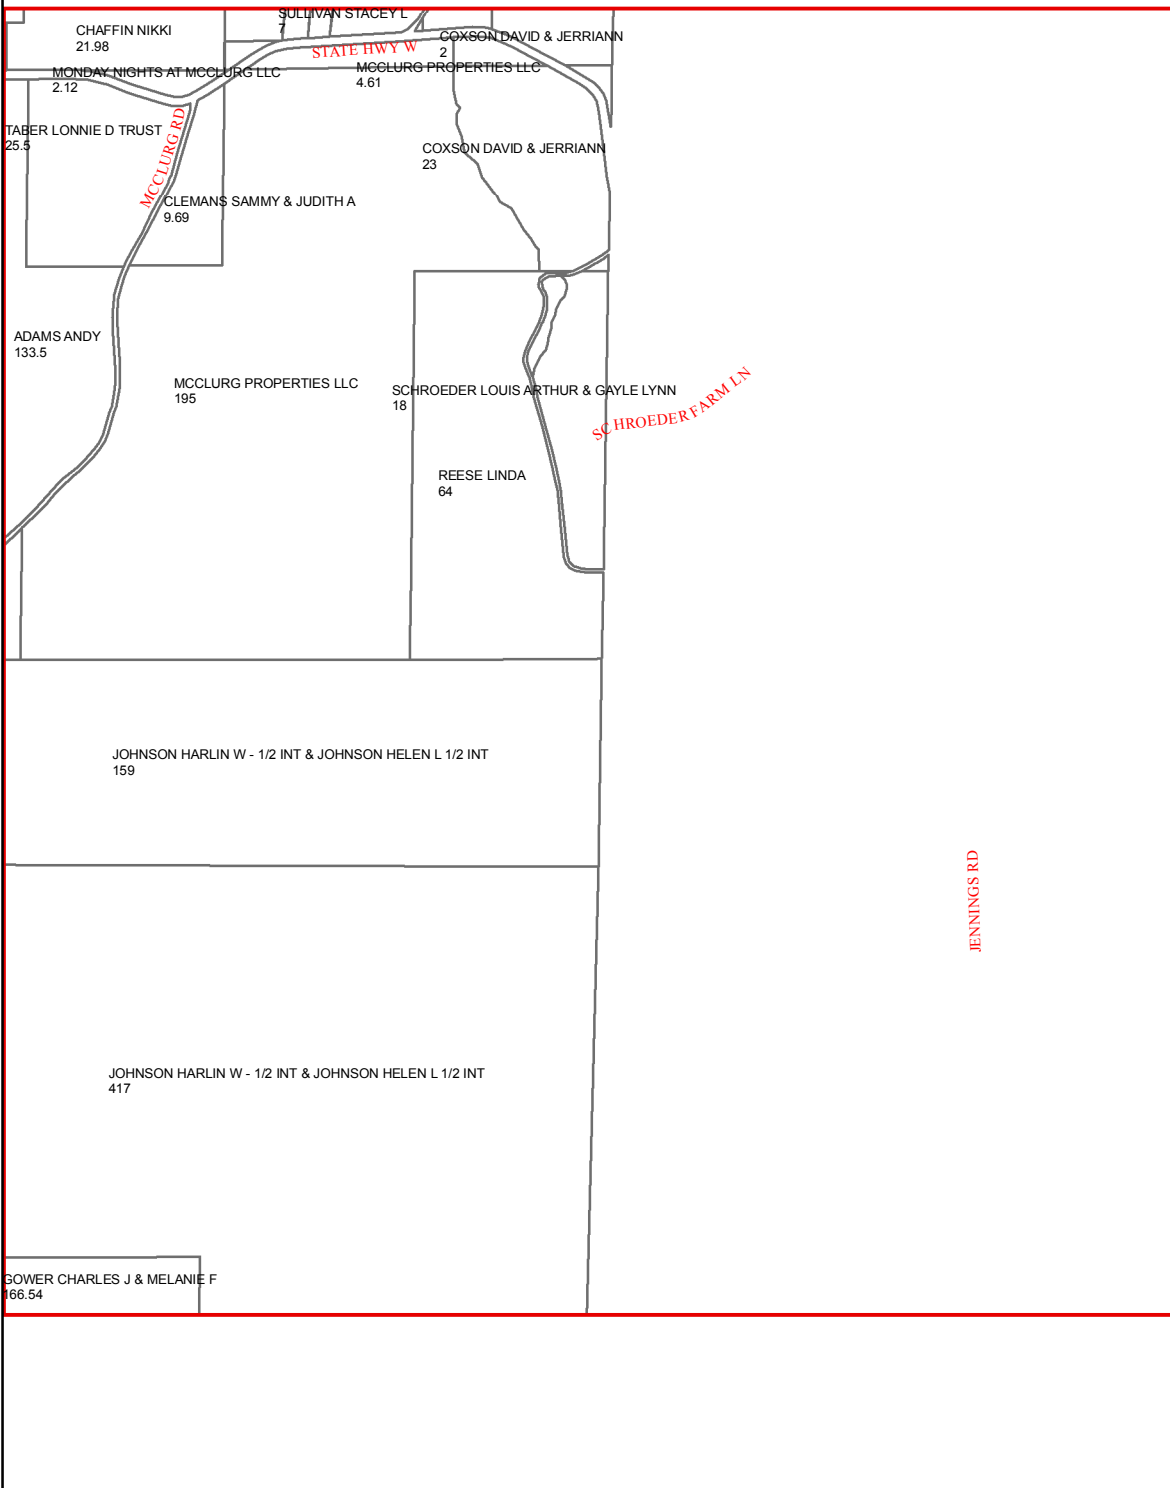 SULLIVAN STACEY L
7
CHAFFIN NIKKI
21.98
COXSON DAVID & JERRIANN
2
STATE HWY W
MCCLURG PROPERTIES LLC
4.61
MONDAY NIGHTS AT MCCLURG LLC
2.12
TABER LONNIE D TRUST
25.5
MCCLURG RD
COXSON DAVID & JERRIANN
23
CLEMANS SAMMY & JUDITH A
9.69
ADAMS ANDY
133.5
MCCLURG PROPERTIES LLC
195
SCHROEDER LOUIS ARTHUR & GAYLE LYNN
18
SCHROEDER FARM LN
REESE LINDA
64
JOHNSON HARLIN W - 1/2 INT & JOHNSON HELEN L 1/2 INT
159
JENNINGS RD
JOHNSON HARLIN W - 1/2 INT & JOHNSON HELEN L 1/2 INT
417
GOWER CHARLES J & MELANIE F
166.54